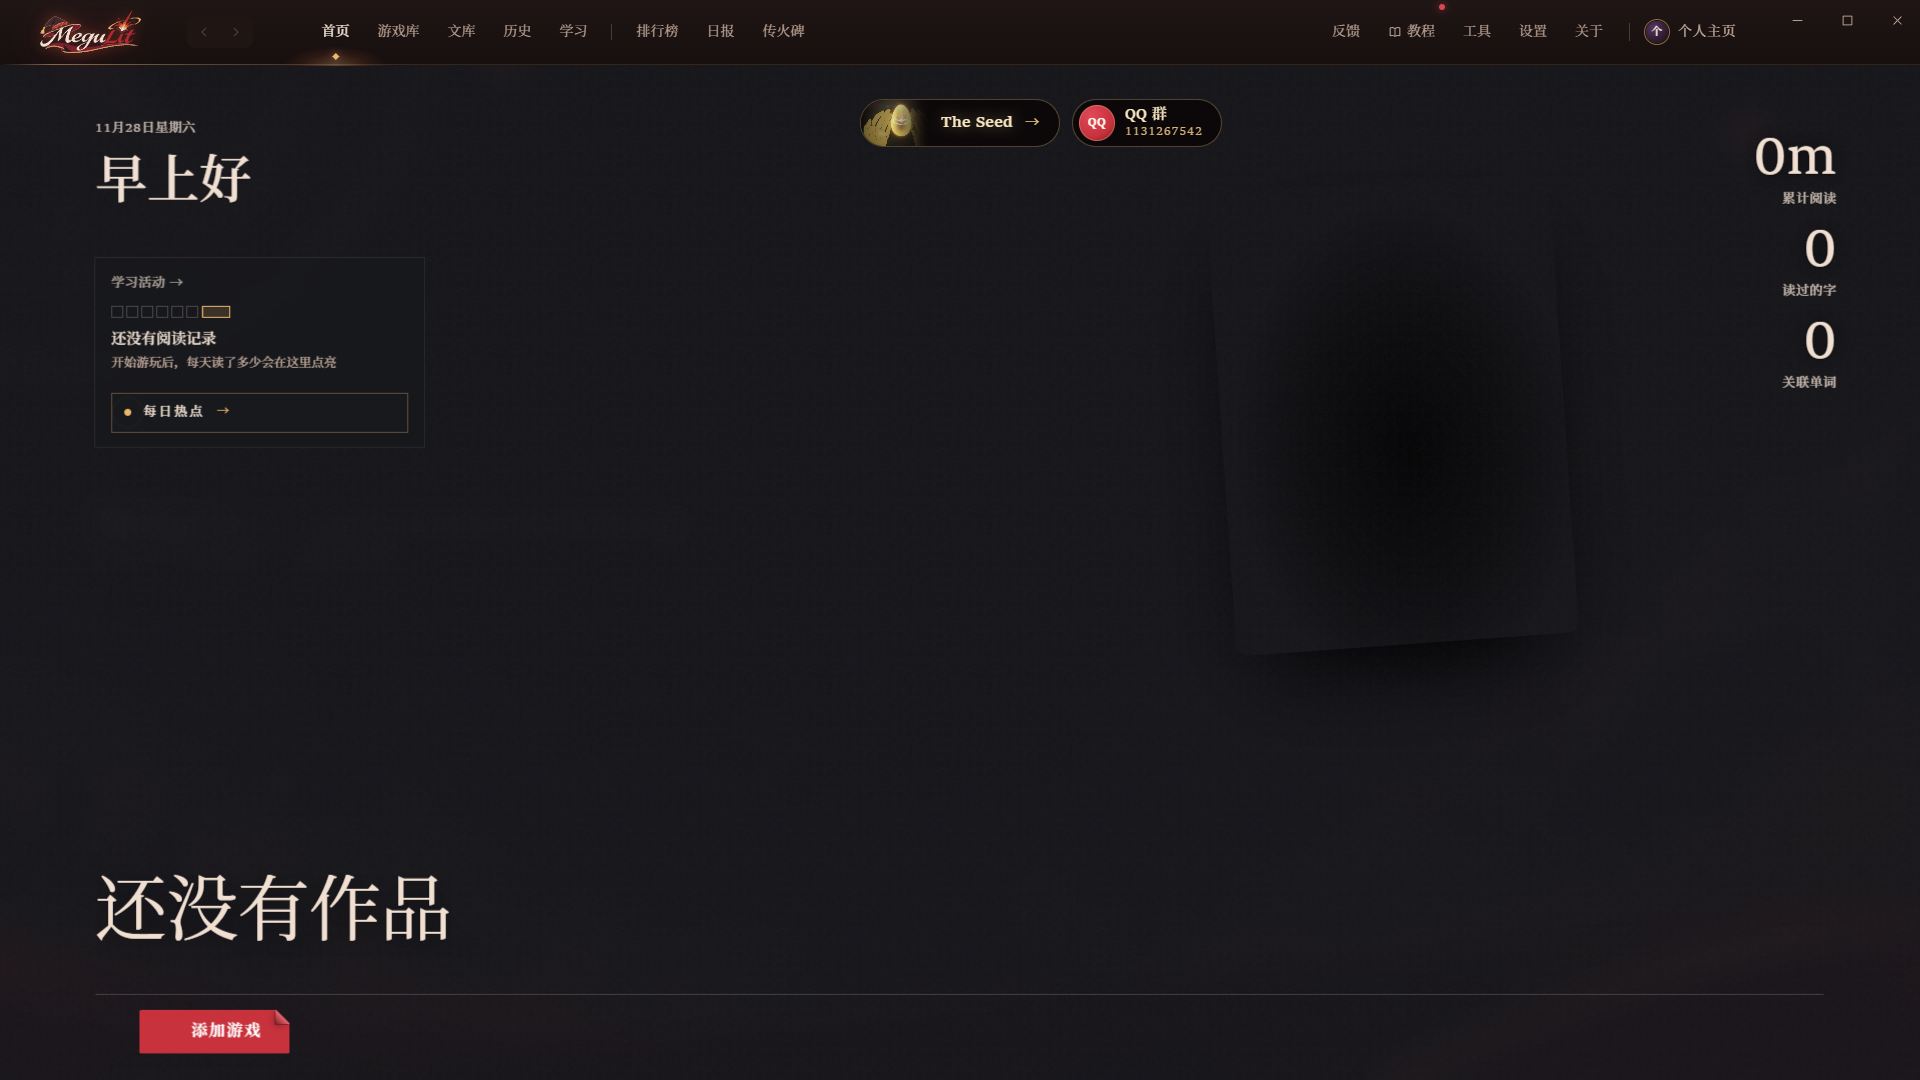 MeguLit
首页 游戏库 文库 历史 学习 排行榜 日报 传火碑 反馈 教程 工具 设置 关于 个 个人主页
11月28日星期六
早上好
The Seed →
QQ
QQ 群
1131267542
0m
累计阅读
0
读过的字
0
关联单词
学习活动 →
还没有阅读记录
开始游玩后，每天读了多少会在这里点亮
每日热点 →
还没有作品
添加游戏